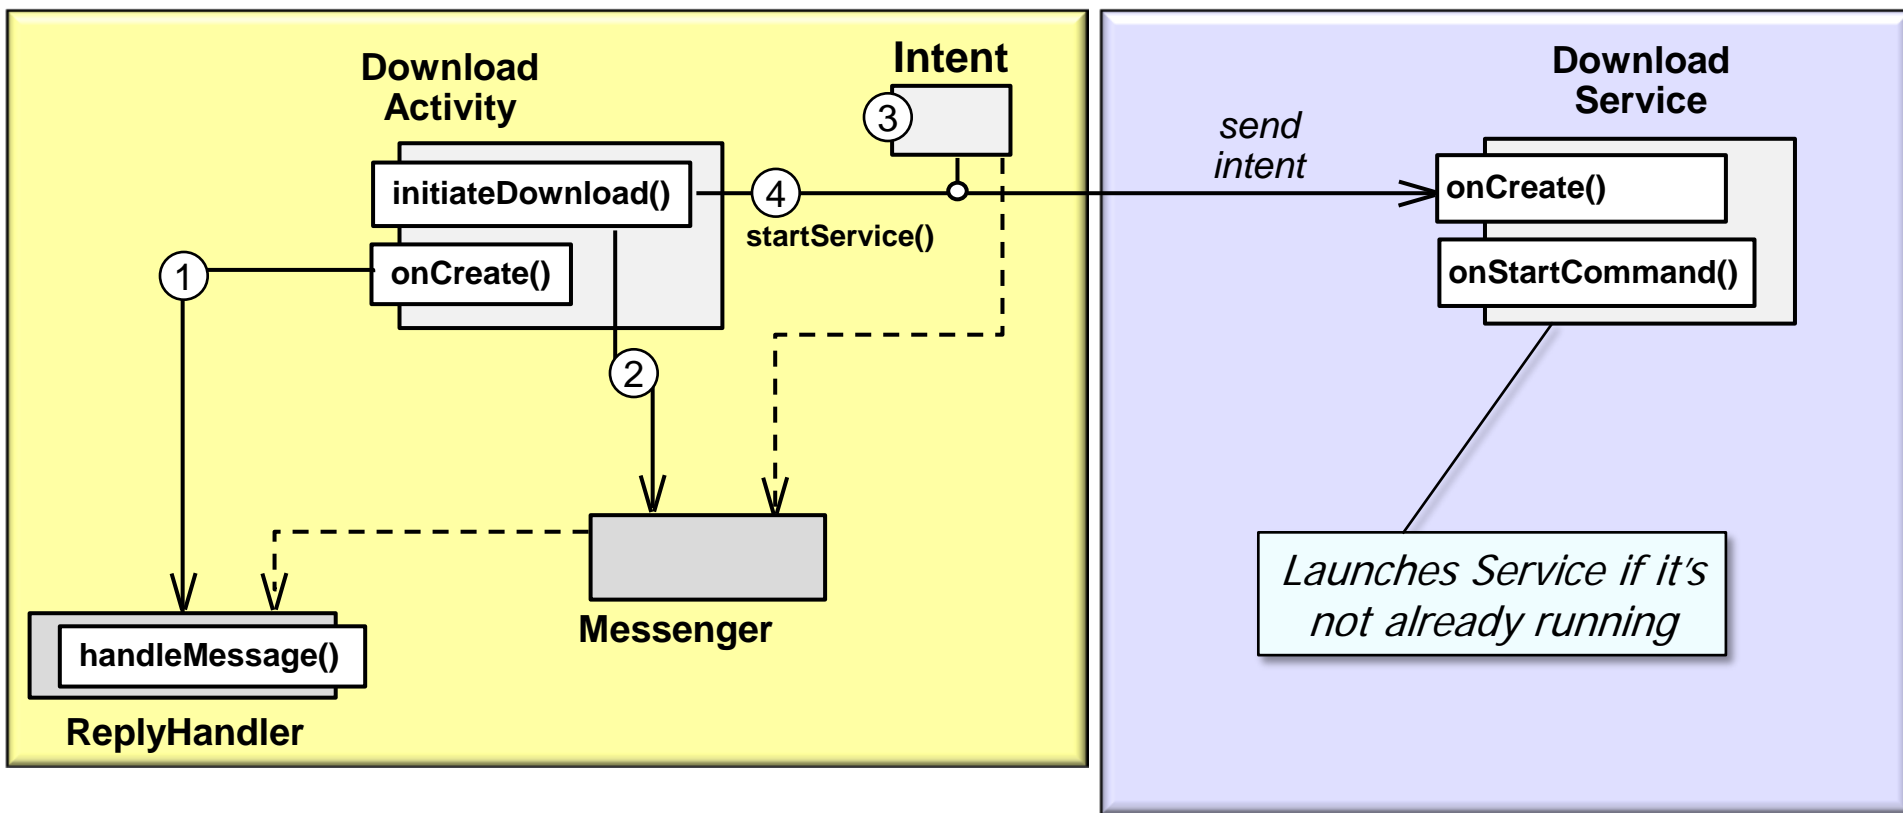 Download
Activity
Intent
3
initiateDownload()
4
startService()
onCreate()
1
2
Messenger
handleMessage()
ReplyHandler
send
intent
Download
Service
onCreate()
onStartCommand()
Launches Service if it's
not already running